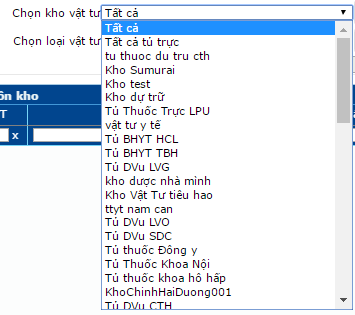 Chọn kho vật tư Tất cả
Chọn loại vật tư
Tất cả
Tất cả tủ trực
tu thuoc du tru cth
Kho Sumurai
Kho test
Kho dự trữ
Tủ Thuốc Trực LPU
vật tư y tế
Tủ BHYT HCL
Tủ BHYT TBH
Tủ DVu LVG
kho dược nhà mình
Kho Vật Tư tiêu hao
ttyt nam can
Tủ DVu LVO
Tủ DVu SDC
Tủ thuốc Đông y
Tủ Thuốc Khoa Nội
Tủ thuốc khoa hô hấp
KhoChinhHaiDuong001
Tủ DVu CTH
ồn kho
T
x